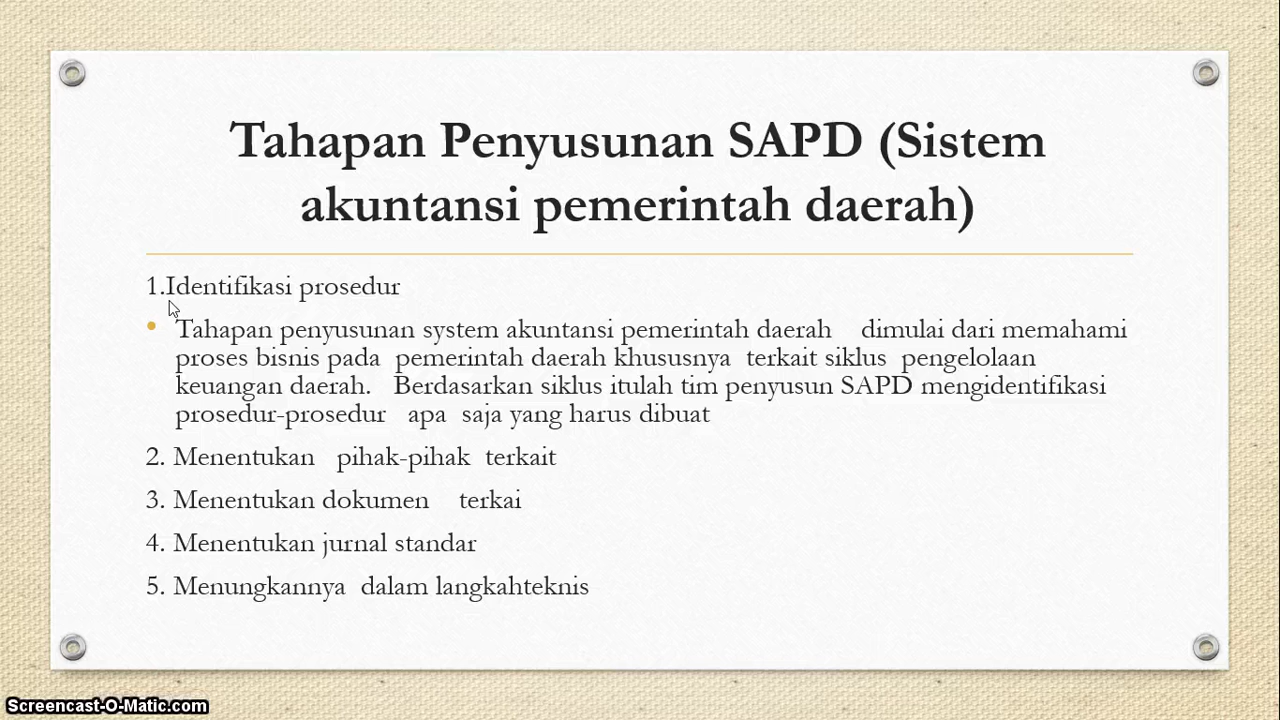 Tahapan Penyusunan SAPD (Sistem
akuntansi pemerintah daerah)
1.Identifikasi prosedur
• Tahapan penyusunan system akuntansi pemerintah daerah dimulai dari memahami
proses bisnis pada pemerintah daerah khususnya terkait siklus pengelolaan
keuangan daerah. Berdasarkan siklus itulah tim penyusun SAPD mengidentifikasi
prosedur-prosedur apa saja yang harus dibuat
2. Menentukan pihak-pihak terkait
3. Menentukan dokumen terkai
4. Menentukan jurnal standar
5. Menungkannya dalam langkahteknis
Screencast-O-Matic.com